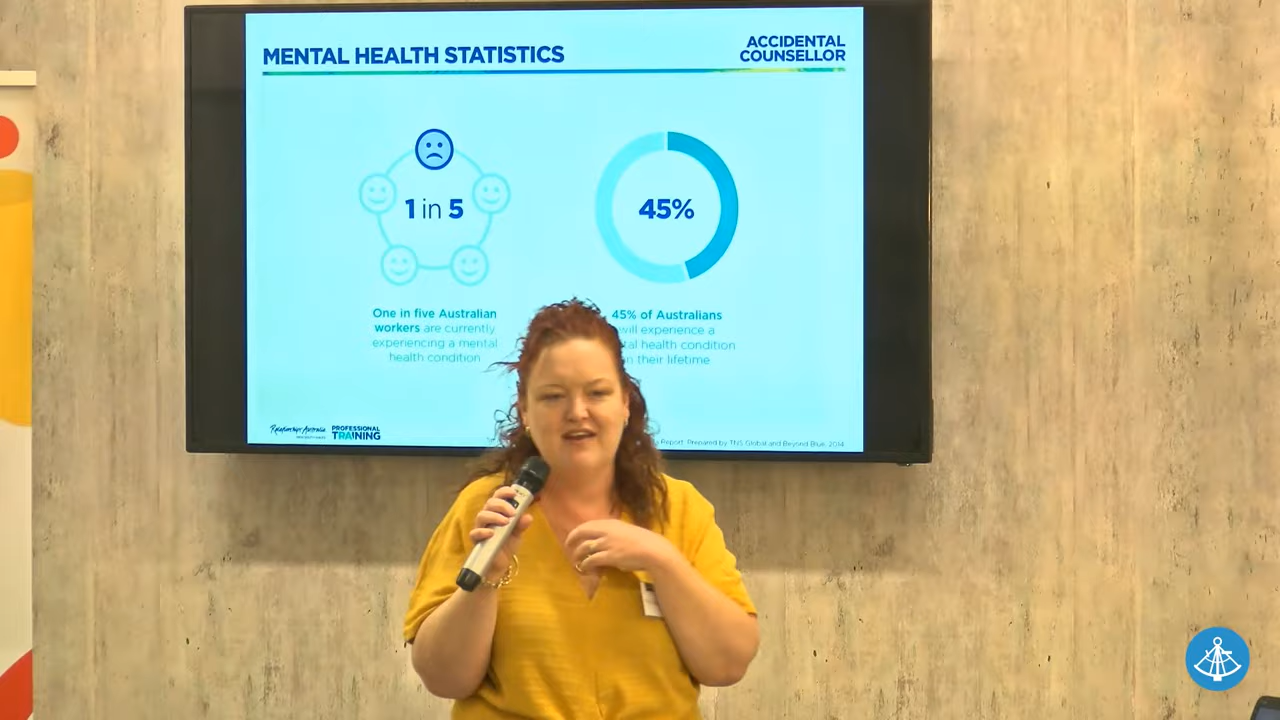 MENTAL HEALTH STATISTICS
ACCIDENTAL
COUNSELLOR
1 in 5
45%
One in five Australian
workers are currently
experiencing a mental
health condition
45% of Australians
will experience a
health condition
their lifetime
Relationships Australia
PROFESSIONAL
TRAINING
Report: Prepared by TNS Global and Beyond Blue, 2014